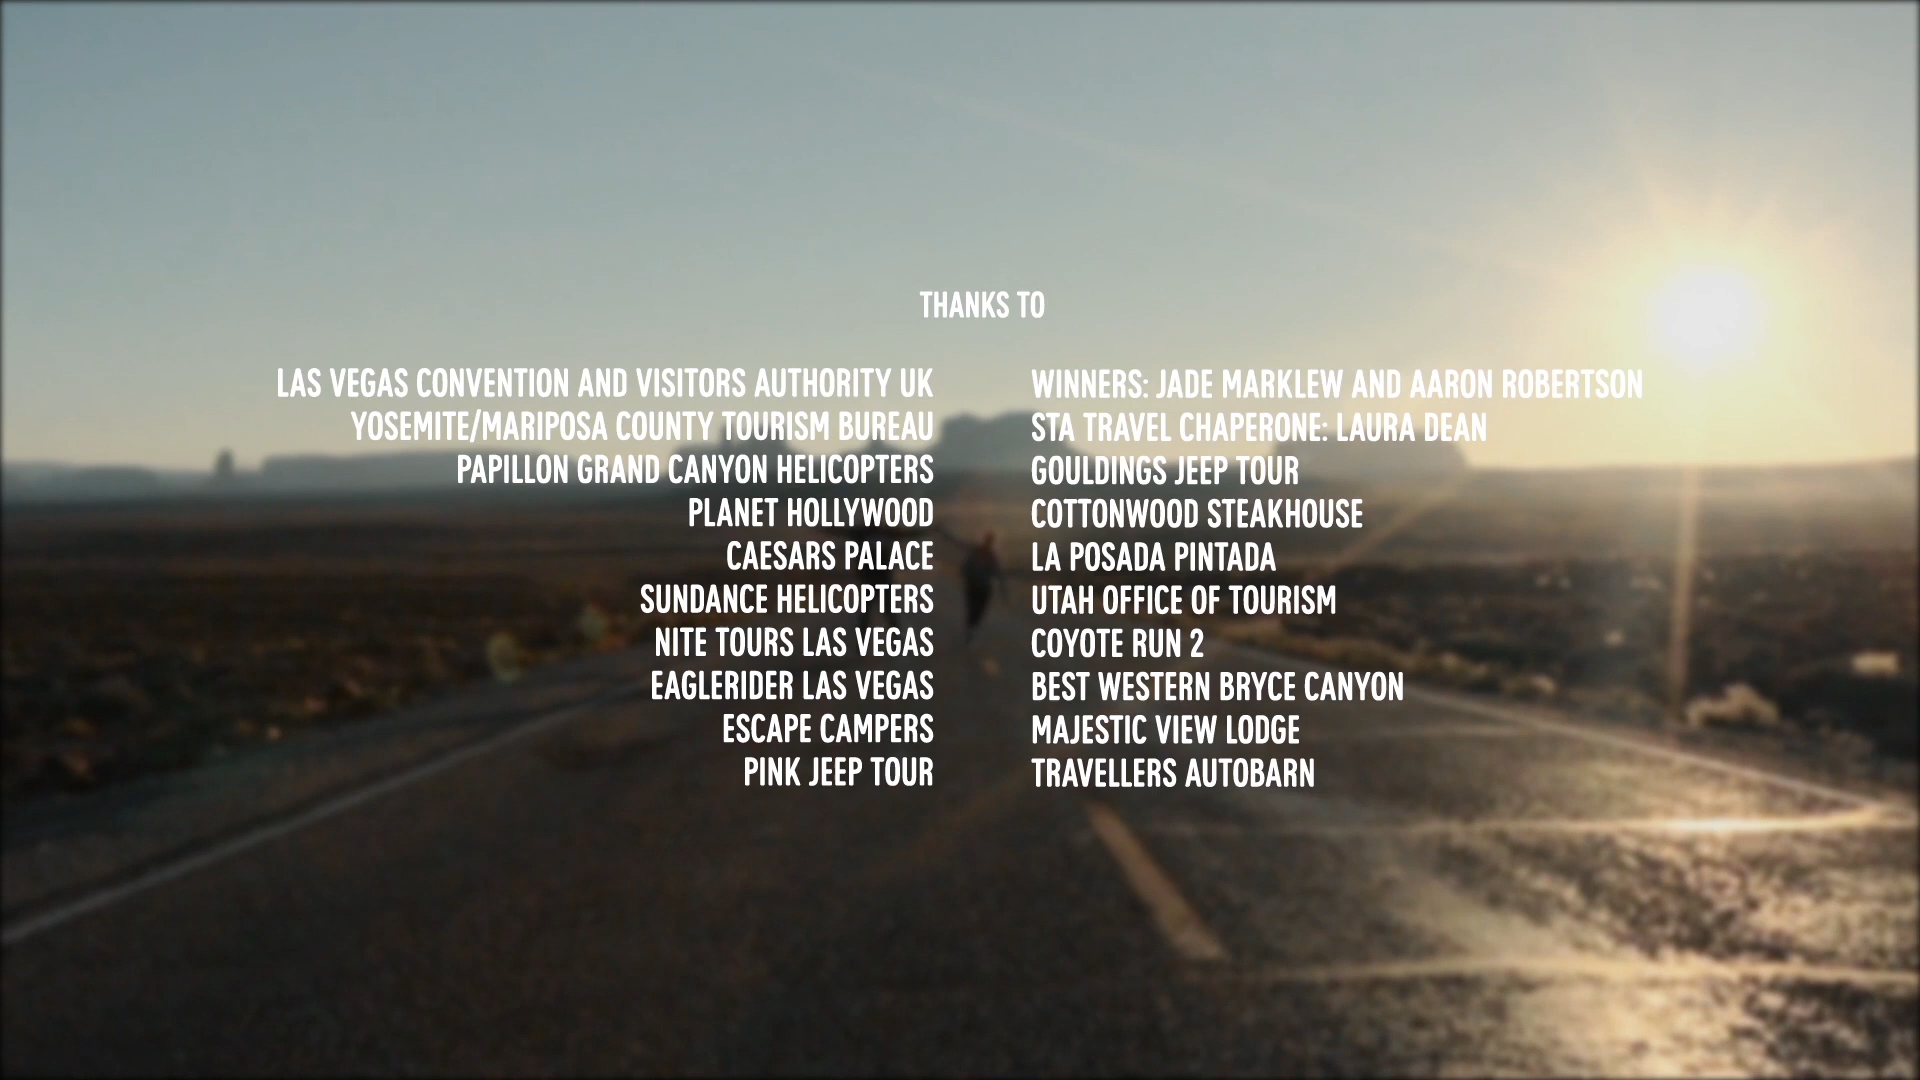 THANKS TO
LAS VEGAS CONVENTION AND VISITORS AUTHORITY UK
YOSEMITE/MARIPOSA COUNTY TOURISM BUREAU
PAPILLON GRAND CANYON HELICOPTERS
PLANET HOLLYWOOD
CAESARS PALACE
SUNDANCE HELICOPTERS
NITE TOURS LAS VEGAS
EAGLERIDER LAS VEGAS
ESCAPE CAMPERS
PINK JEEP TOUR
WINNERS: JADE MARKLEW AND AARON ROBERTSON
STA TRAVEL CHAPERONE: LAURA DEAN
GOULDINGS JEEP TOUR
COTTONWOOD STEAKHOUSE
LA POSADA PINTADA
UTAH OFFICE OF TOURISM
COYOTE RUN 2
BEST WESTERN BRYCE CANYON
MAJESTIC VIEW LODGE
TRAVELLERS AUTOBARN